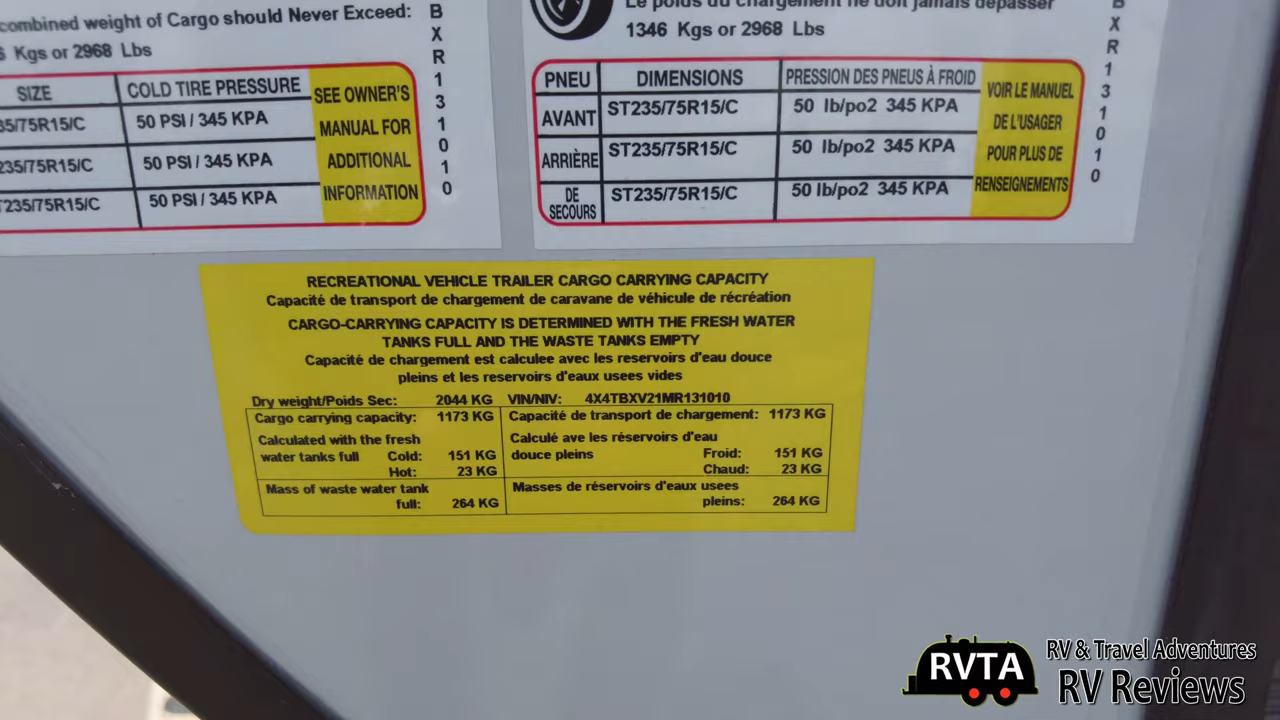 combined weight of Cargo should Never Exceed:
Kgs or 2968 Lbs
SIZE COLD TIRE PRESSURE SEE OWNER'S MANUAL FOR ADDITIONAL INFORMATION
35/75R15/C 50 PSI / 345 KPA
235/75R15/C 50 PSI / 345 KPA
235/75R15/C 50 PSI / 345 KPA
B
X
R
1
3
1
0
1
0
Le poids du chargement ne doit jamais dépasser
1346 Kgs or 2968 Lbs
PNEU DIMENSIONS PRESSION DES PNEUS À FROID VOIR LE MANUEL DE L'USAGER POUR PLUS DE RENSEIGNEMENTS
AVANT ST235/75R15/C 50 lb/po2 345 KPA
ARRIÈRE ST235/75R15/C 50 lb/po2 345 KPA
DE SECOURS ST235/75R15/C 50 lb/po2 345 KPA
B
X
R
1
3
1
0
1
0
RECREATIONAL VEHICLE TRAILER CARGO CARRYING CAPACITY
Capacité de transport de chargement de caravane de véhicule de récréation
CARGO-CARRYING CAPACITY IS DETERMINED WITH THE FRESH WATER
TANKS FULL AND THE WASTE TANKS EMPTY
Capacité de chargement est calculee avec les reservoirs d'eau douce
pleins et les reservoirs d'eaux usees vides
Dry weight/Poids Sec: 2044 KG VIN/NIV: 4X4TBXV21MR131010
Cargo carrying capacity: 1173 KG Capacité de transport de chargement: 1173 KG
Calculated with the fresh Calculé ave les réservoirs d'eau
water tanks full Cold: 151 KG douce pleins Froid: 151 KG
Hot: 23 KG Chaud: 23 KG
Mass of waste water tank Masses de réservoirs d'eaux usees
full: 264 KG pleins: 264 KG
RVTA
RV & Travel Adventures
RV Reviews